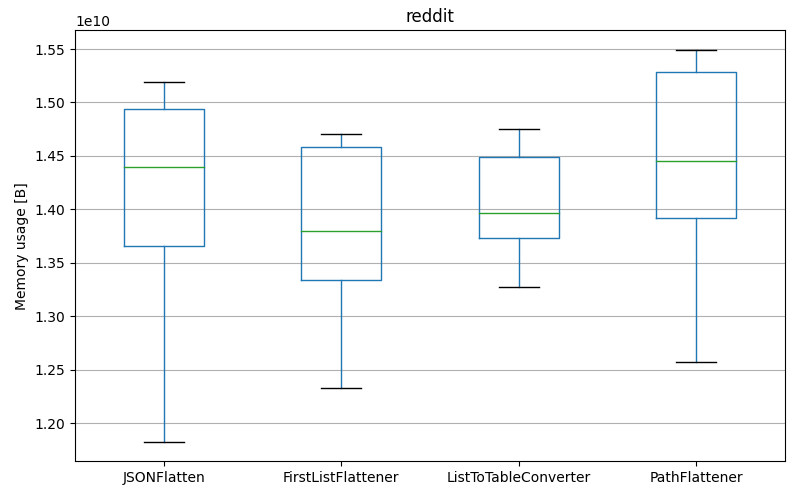 reddit
1e10
1.55
1.50
1.45
1.40
1.35
1.30
1.25
1.20
Memory usage [B]
JSONFlatten FirstListFlattener ListToTableConverter PathFlattener